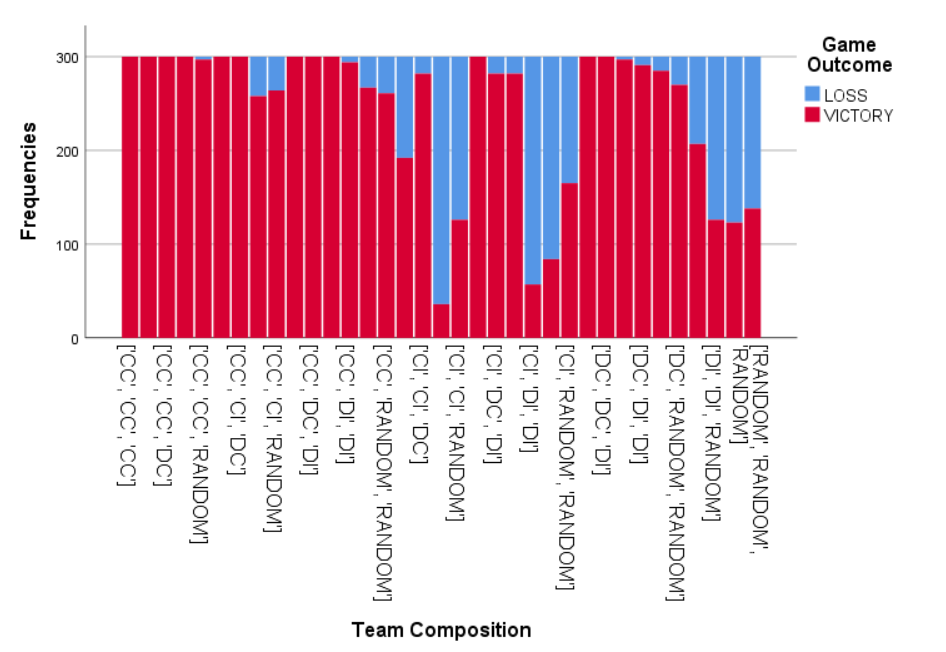 Game
Outcome
LOSS
VICTORY
Frequencies
300
200
100
0
['CC', 'CC', 'CC']
['CC', 'CC', 'DC']
['CC', 'CC', 'RANDOM']
['CC', 'CI', 'DC']
['CC', 'CI', 'RANDOM']
['CC', 'DC', 'DI']
['CC', 'DI', 'DI']
['CC', 'RANDOM', 'RANDOM']
['CI', 'CI', 'DC']
['CI', 'CI', 'RANDOM']
['CI', 'DC', 'DI']
['CI', 'DI', 'DI']
['CI', 'RANDOM', 'RANDOM']
['DC', 'DC', 'DI']
['DC', 'DI', 'DI']
['DC', 'RANDOM', 'RANDOM']
['DI', 'DI', 'RANDOM']
['RANDOM', 'RANDOM',
'RANDOM']
Team Composition